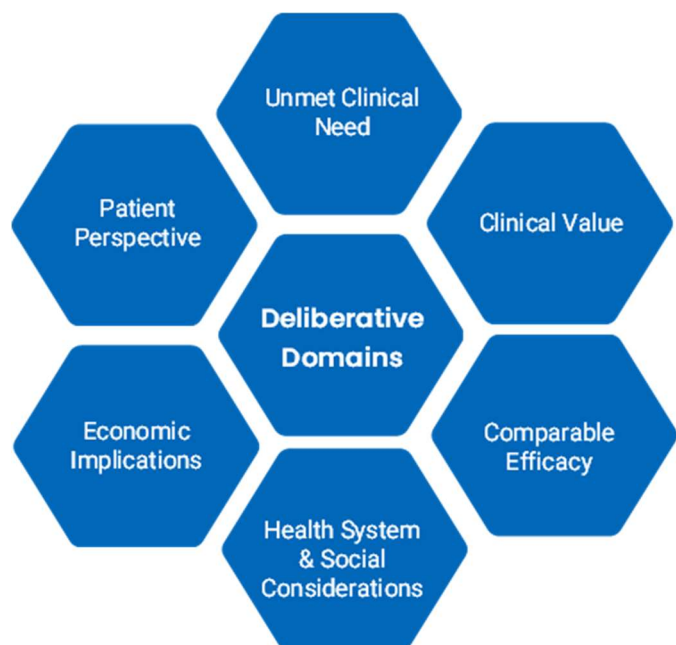 Unmet Clinical
Need
Patient
Perspective
Clinical Value
Deliberative
Domains
Economic
Implications
Comparable
Efficacy
Health System
& Social
Considerations